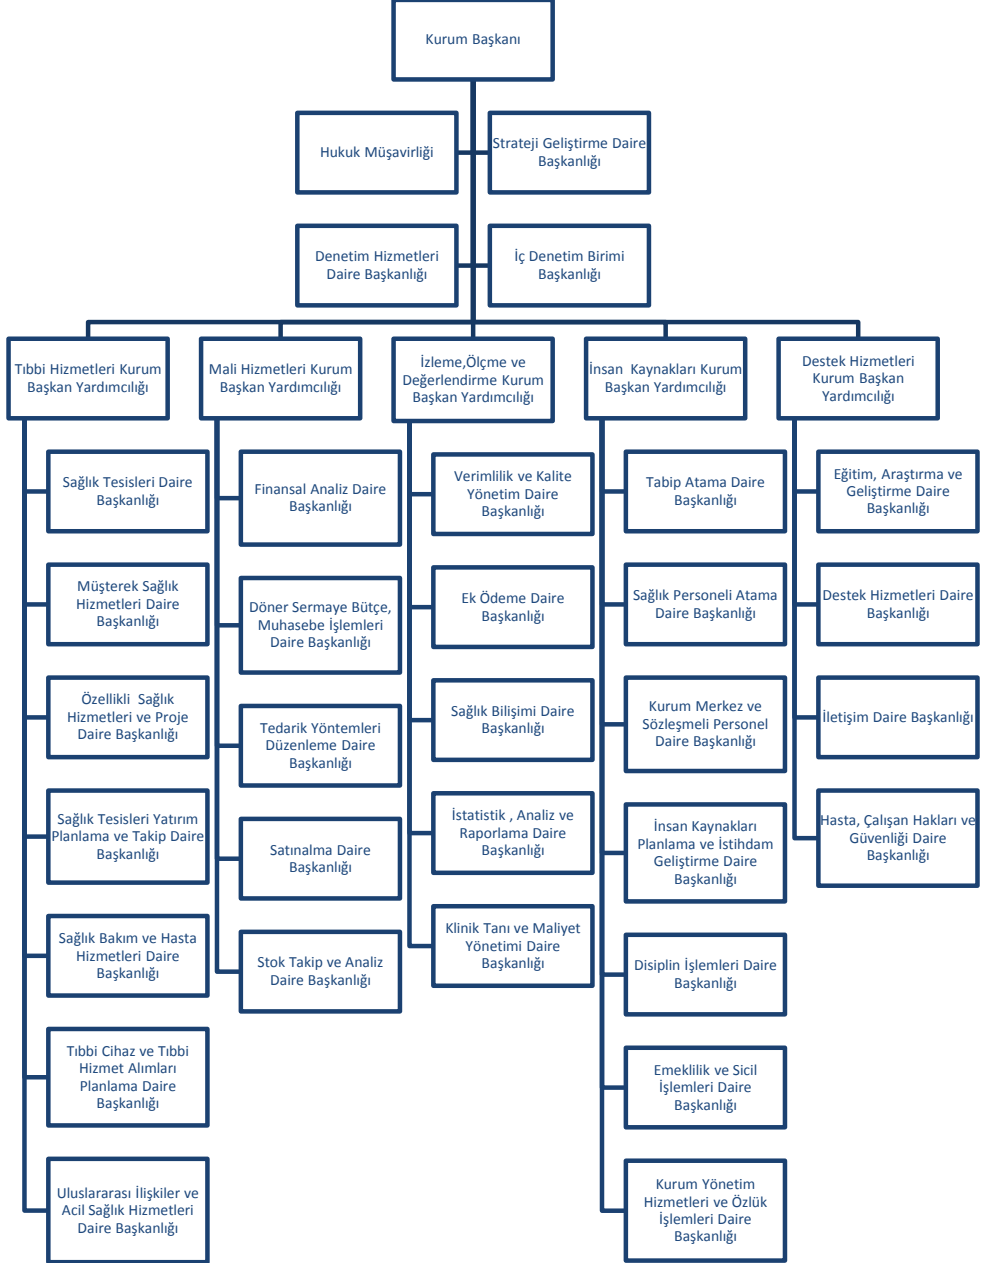 Kurum Başkanı
Hukuk Müşavirliği
Strateji Geliştirme Daire
Başkanlığı
Denetim Hizmetleri
Daire Başkanlığı
İç Denetim Birimi
Başkanlığı
Tıbbi Hizmetleri Kurum
Başkan Yardımcılığı
Sağlık Tesisleri Daire
Başkanlığı
Müşterek Sağlık
Hizmetleri Daire
Başkanlığı
Özellikli Sağlık
Hizmetleri ve Proje
Daire Başkanlığı
Sağlık Tesisleri Yatırım
Planlama ve Takip Daire
Başkanlığı
Sağlık Bakım ve Hasta
Hizmetleri Daire
Başkanlığı
Tıbbi Cihaz ve Tıbbi
Hizmet Alımları
Planlama Daire
Başkanlığı
Uluslararası İlişkiler ve
Acil Sağlık Hizmetleri
Daire Başkanlığı
Mali Hizmetleri Kurum
Başkan Yardımcılığı
Finansal Analiz Daire
Başkanlığı
Döner Sermaye Bütçe,
Muhasebe İşlemleri
Daire Başkanlığı
Tedarik Yöntemleri
Düzenleme Daire
Başkanlığı
Satınalma Daire
Başkanlığı
Stok Takip ve Analiz
Daire Başkanlığı
İzleme,Ölçme ve
Değerlendirme Kurum
Başkan Yardımcılığı
Verimlilik ve Kalite
Yönetim Daire
Başkanlığı
Ek Ödeme Daire
Başkanlığı
Sağlık Bilişimi Daire
Başkanlığı
İstatistik , Analiz ve
Raporlama Daire
Başkanlığı
Klinik Tanı ve Maliyet
Yönetimi Daire
Başkanlığı
İnsan Kaynakları Kurum
Başkan Yardımcılığı
Tabip Atama Daire
Başkanlığı
Sağlık Personeli Atama
Daire Başkanlığı
Kurum Merkez ve
Sözleşmeli Personel
Daire Başkanlığı
İnsan Kaynakları
Planlama ve İstihdam
Geliştirme Daire
Başkanlığı
Disiplin İşlemleri Daire
Başkanlığı
Emeklilik ve Sicil
İşlemleri Daire
Başkanlığı
Kurum Yönetim
Hizmetleri ve Özlük
İşlemleri Daire
Başkanlığı
Destek Hizmetleri
Kurum Başkan
Yardımcılığı
Eğitim, Araştırma ve
Geliştirme Daire
Başkanlığı
Destek Hizmetleri Daire
Başkanlığı
İletişim Daire Başkanlığı
Hasta, Çalışan Hakları ve
Güvenliği Daire
Başkanlığı